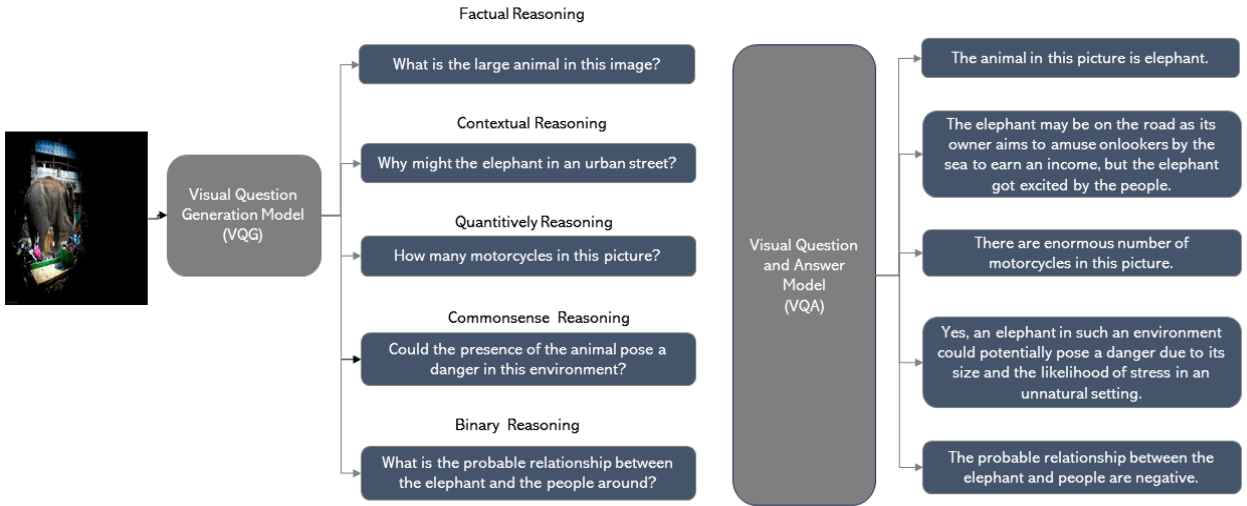 Factual Reasoning
What is the large animal in this image?
Contextual Reasoning
Why might the elephant in an urban street?
Quantitively Reasoning
How many motorcycles in this picture?
Commonsense Reasoning
Could the presence of the animal pose a
danger in this environment?
Binary Reasoning
What is the probable relationship between
the elephant and the people around?
Visual Question
Generation Model
(VQG)
Visual Question
and Answer
Model
(VQA)
The animal in this picture is elephant.
The elephant may be on the road as its
owner aims to amuse onlookers by the
sea to earn an income, but the elephant
got excited by the people.
There are enormous number of
motorcycles in this picture.
Yes, an elephant in such an environment
could potentially pose a danger due to its
size and the likelihood of stress in an
unnatural setting.
The probable relationship between the
elephant and people are negative.